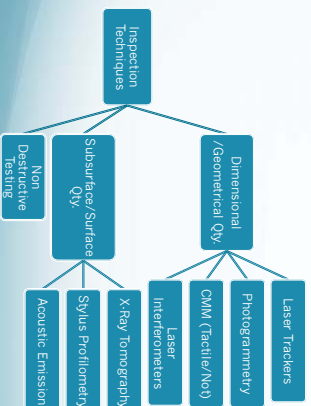 Inspection
Techniques
Dimensional
/Geometrical Qty.
Laser Trackers
Photogrammetry
CMM (Tactile/Not)
Laser
Interferometers
Subsurface/Surface
Qty.
X-Ray Tomography
Stylus Profilometry
Acoustic Emission
Non
Destructive
Testing